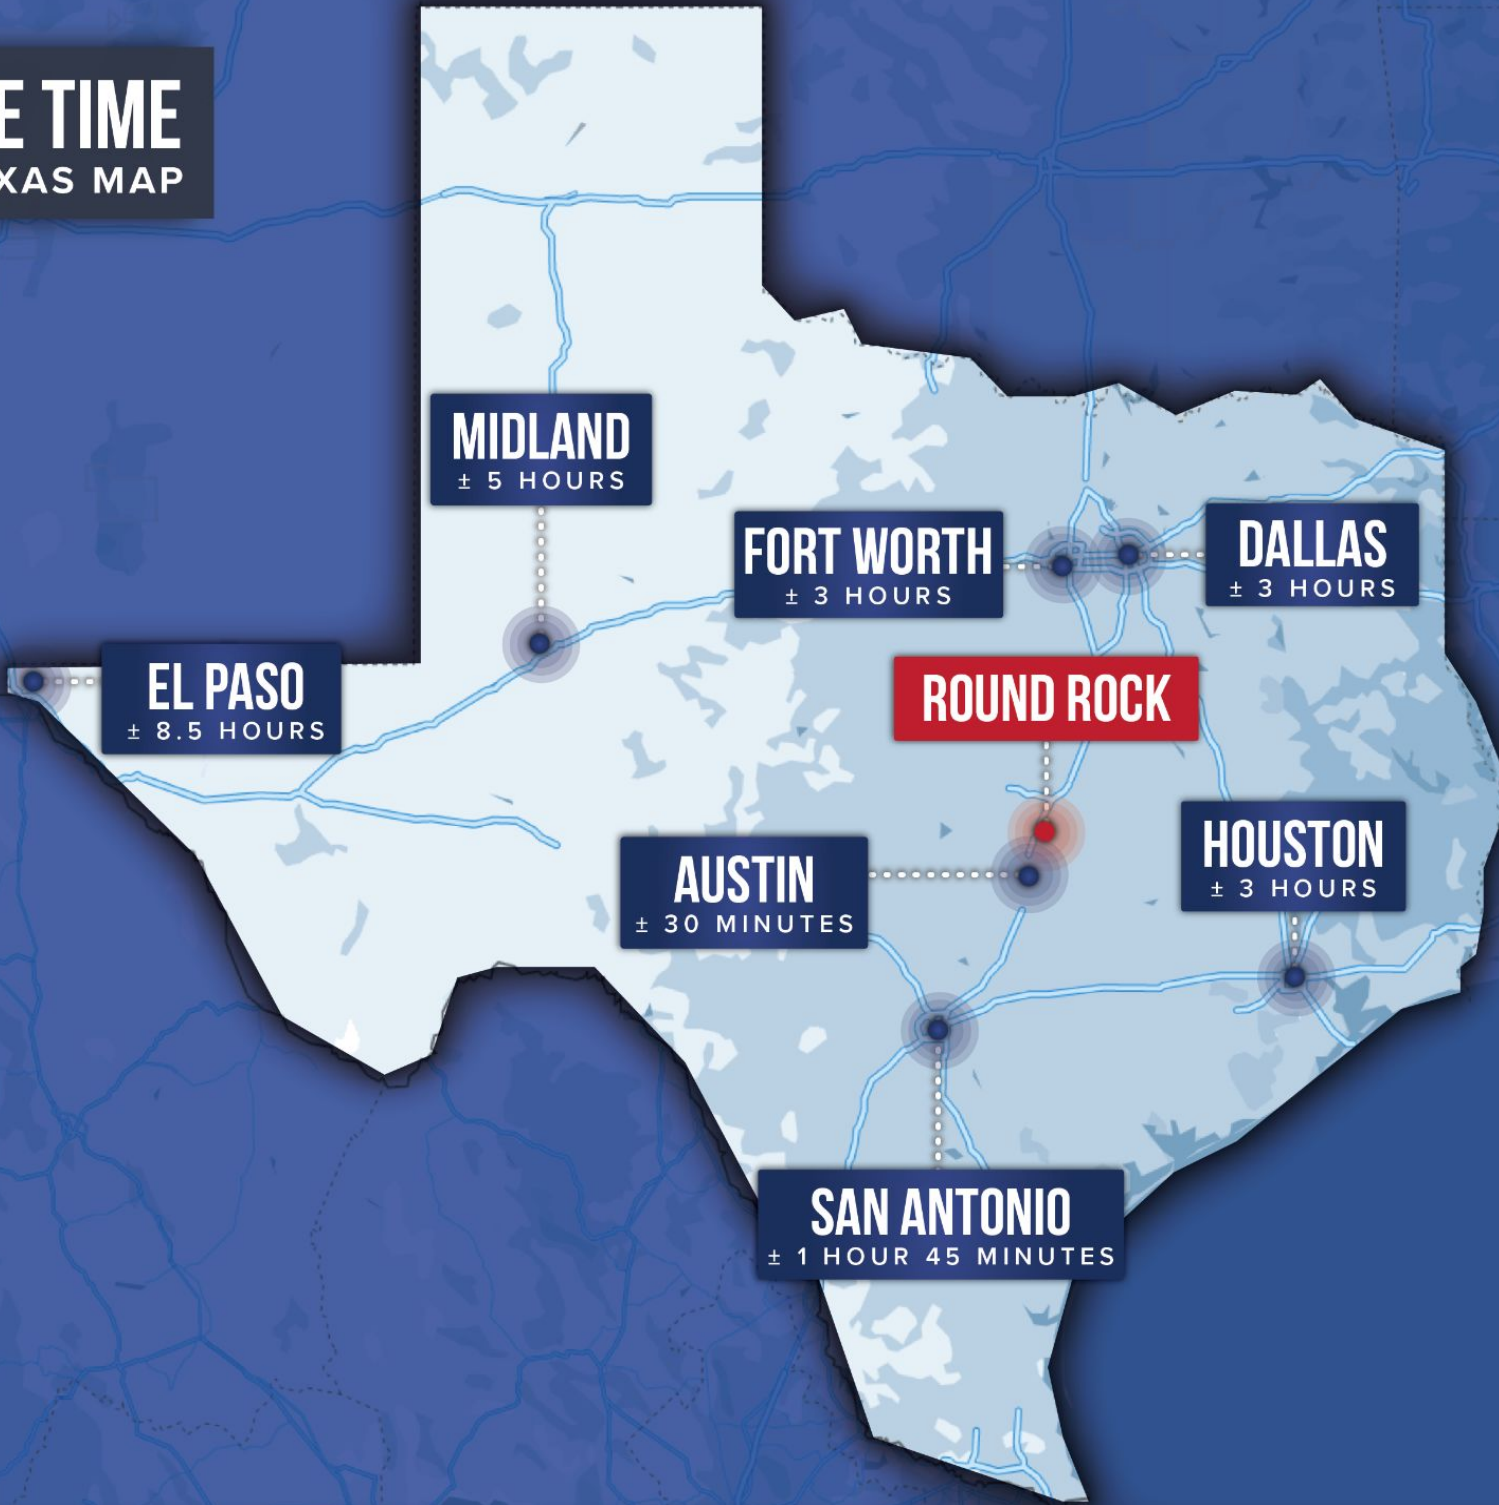 E TIME
XAS MAP
MIDLAND
± 5 HOURS
FORT WORTH
± 3 HOURS
DALLAS
± 3 HOURS
EL PASO
± 8.5 HOURS
ROUND ROCK
AUSTIN
± 30 MINUTES
HOUSTON
± 3 HOURS
SAN ANTONIO
± 1 HOUR 45 MINUTES